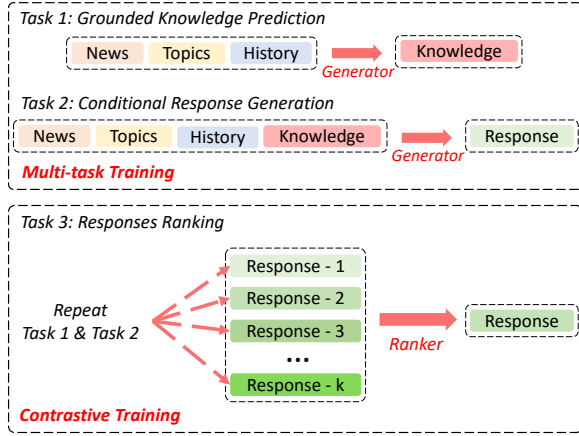 Task 1: Grounded Knowledge Prediction
News Topics History Knowledge
Generator
Task 2: Conditional Response Generation
News Topics History Knowledge Response
Generator
Multi-task Training
Task 3: Responses Ranking
Response - 1
Response - 2
Repeat
Task 1 & Task 2
Response - 3
Response
Ranker
...
Response - k
Contrastive Training